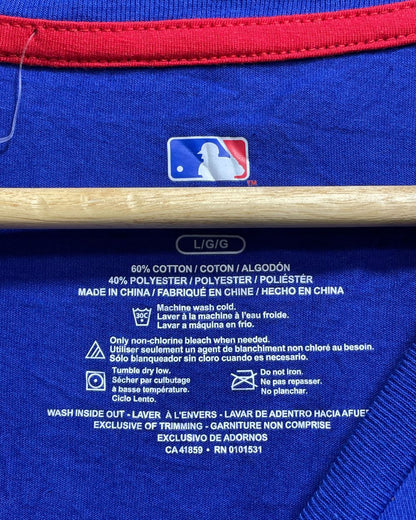 TM
L/G/G
60% COTTON / COTON / ALGODÓN
40% POLYESTER / POLYESTER / POLIÉSTER
MADE IN CHINA / FABRIQUÉ EN CHINE / HECHO EN CHINA
30C
Machine wash cold.
Laver à la machine à l'eau froide.
Lavar a máquina en frio.
Only non-chlorine bleach when needed.
Utiliser seulement un agent de blanchiment non chloré au besoin.
Sólo blanqueador sin cloro cuando es necesario.
Tumble dry low.
Sécher par culbutage
à basse température.
Ciclo Lento.
Do not iron.
Ne pas repasser.
No planchar.
WASH INSIDE OUT - LAVER À L'ENVERS - LAVAR DE ADENTRO HACIA AFUE
EXCLUSIVE OF TRIMMING - GARNITURE NON COMPRISE
EXCLUSIVO DE ADORNOS
CA 41859 • RN 0101531